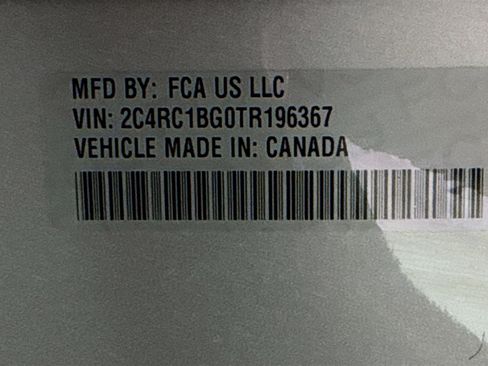 MFD BY: FCA US LLC
VIN: 2C4RC1BG0TR196367
VEHICLE MADE IN: CANADA